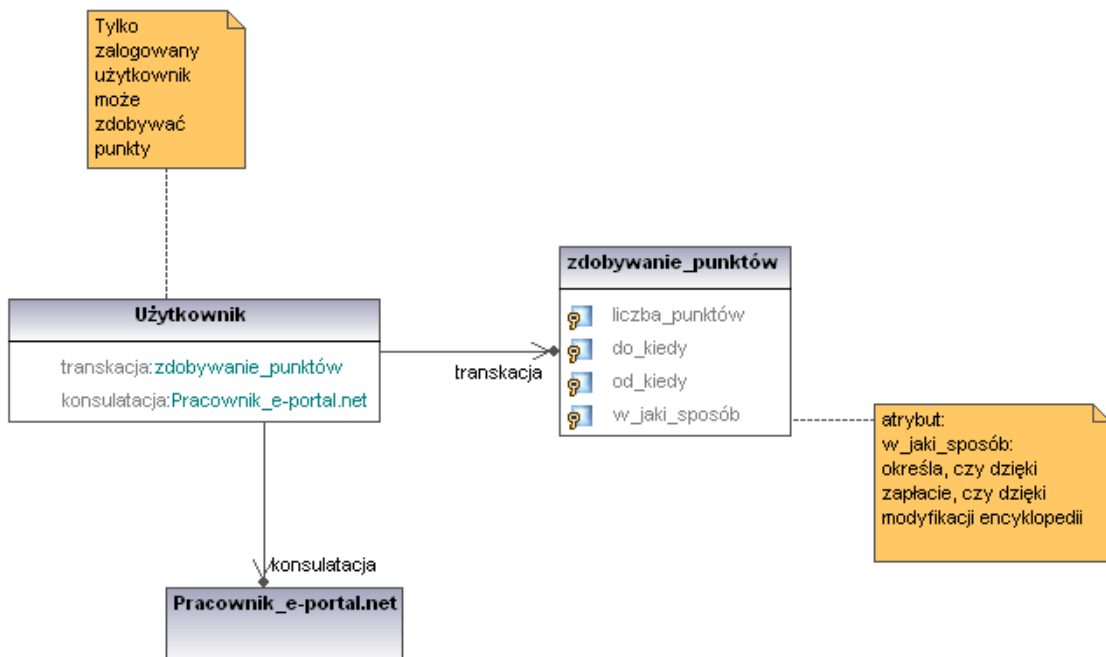 Tylko
zalogowany
użytkownik
może
zdobywać
punkty
zdobywanie_punktów
liczba_punktów
do_kiedy
od_kiedy
w_jaki_sposób
Użytkownik
transkacja:zdobywanie_punktów
konsulatacja:Pracownik_e-portal.net
transkacja
atrybut:
w_jaki_sposób:
określa, czy dzięki
zapłacie, czy dzięki
modyfikacji encyklopedii
konsulatacja
Pracownik_e-portal.net